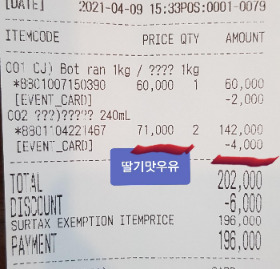 [DATE] 2021-04-09 15:33POS:0001-0079
ITEMCODE PRICE QTY AMOUNT
001 CJ) Bot ran 1kg / ???? 1kg
*8801007150390 60,000 1 60,000
[EVENT_CARD] -2,000
002 ???)????? 240mL
*8801104221467 71,000 2 142,000
[EVENT_CARD] -4,000
딸기맛우유
TOTAL 202,000
DISCOUNT -6,000
SURTAX EXEMPTION ITEMPRICE 196,000
PAYMENT 196,000